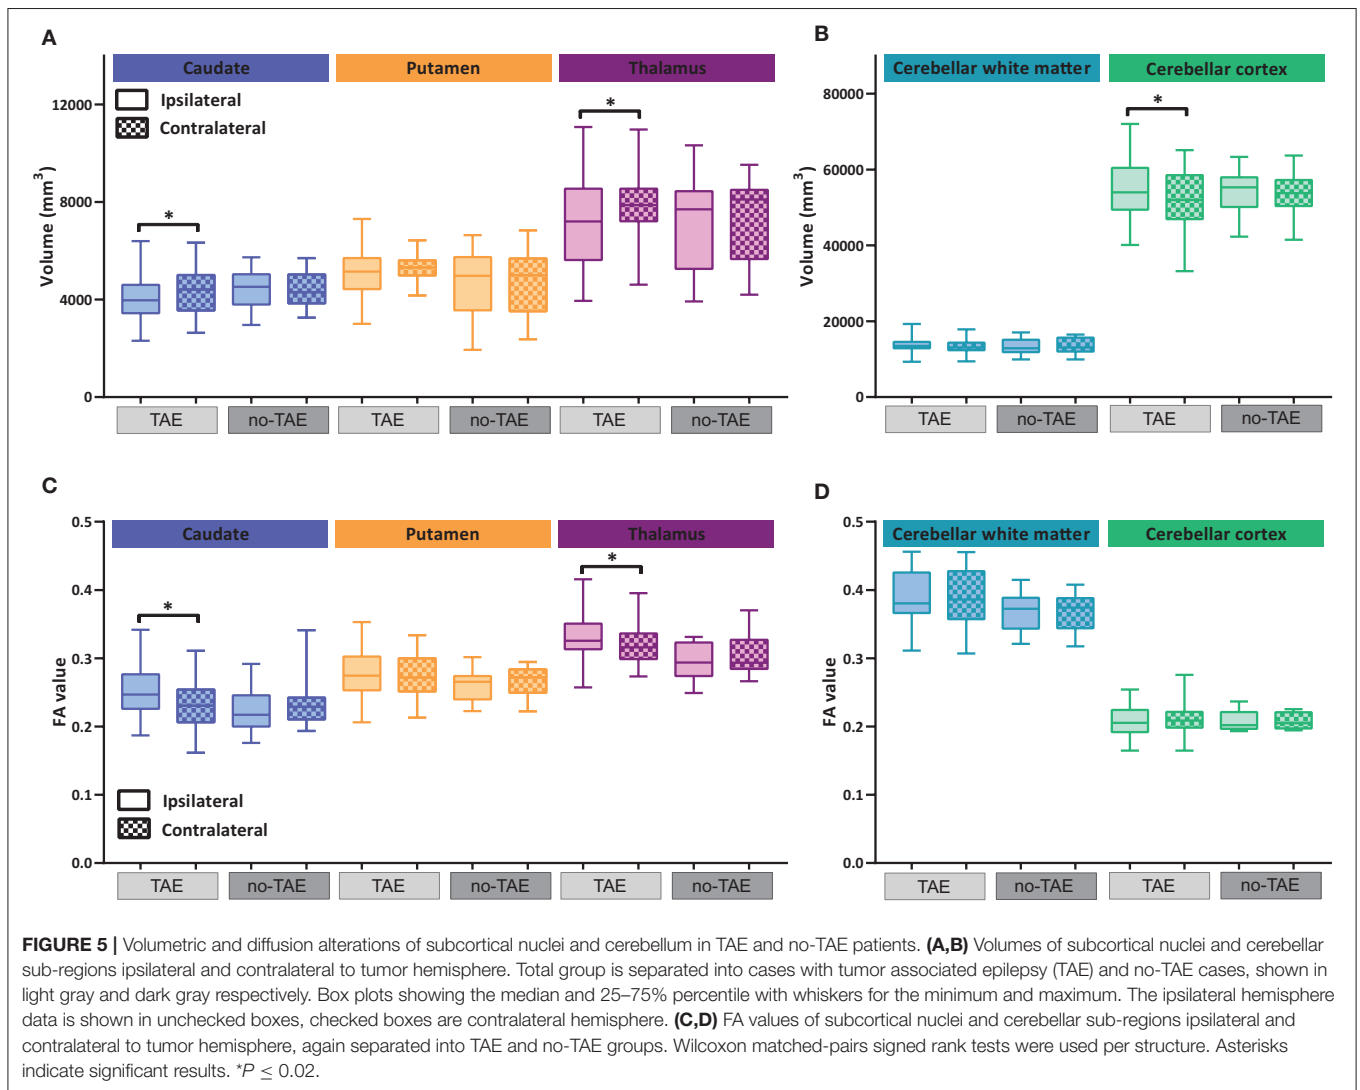 A
Caudate
Putamen
Thalamus
Ipsilateral
Contralateral
*
*
Volume (mm³)
12000
8000
4000
0
TAE
no-TAE
TAE
no-TAE
TAE
no-TAE
B
Cerebellar white matter
Cerebellar cortex
*
Volume (mm³)
80000
60000
40000
20000
0
TAE
no-TAE
TAE
no-TAE
C
Caudate
Putamen
Thalamus
*
*
FA value
0.5
0.4
0.3
0.2
0.1
0.0
Ipsilateral
Contralateral
TAE
no-TAE
TAE
no-TAE
TAE
no-TAE
D
Cerebellar white matter
Cerebellar cortex
FA value
0.5
0.4
0.3
0.2
0.1
0.0
TAE
no-TAE
TAE
no-TAE
FIGURE 5 | Volumetric and diffusion alterations of subcortical nuclei and cerebellum in TAE and no-TAE patients. (A,B) Volumes of subcortical nuclei and cerebellar
sub-regions ipsilateral and contralateral to tumor hemisphere. Total group is separated into cases with tumor associated epilepsy (TAE) and no-TAE cases, shown in
light gray and dark gray respectively. Box plots showing the median and 25–75% percentile with whiskers for the minimum and maximum. The ipsilateral hemisphere
data is shown in unchecked boxes, checked boxes are contralateral hemisphere. (C,D) FA values of subcortical nuclei and cerebellar sub-regions ipsilateral and
contralateral to tumor hemisphere, again separated into TAE and no-TAE groups. Wilcoxon matched-pairs signed rank tests were used per structure. Asterisks
indicate significant results. *P ≤ 0.02.